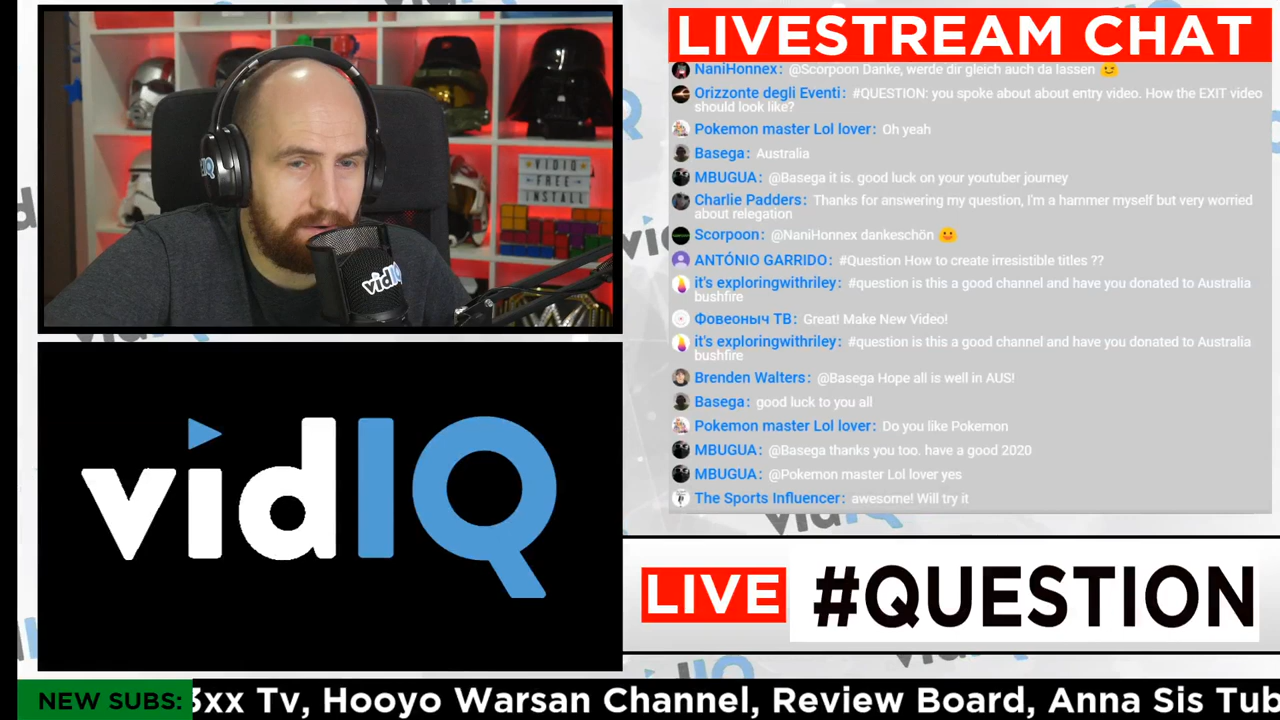 VIDIQ
FREE
INSTALL
vidIQ
vidIQ
LIVESTREAM CHAT
NaniHonnex: @Scorpoon Danke, werde dir gleich auch da lassen
Orizzonte degli Eventi: #QUESTION: you spoke about about entry video. How the EXIT video
should look like?
Pokemon master Lol lover: Oh yeah
Basega: Australia
MBUGUA: @Basega it is. good luck on your youtuber journey
Charlie Padders: Thanks for answering my question, I'm a hammer myself but very worried
about relegation
Scorpoon: @NaniHonnex dankeschön
ANTÓNIO GARRIDO: #Question How to create irresistible titles ??
it's exploringwithriley: #question is this a good channel and have you donated to Australia
bushfire
Фовеоныч ТВ: Great! Make New Video!
it's exploringwithriley: #question is this a good channel and have you donated to Australia
bushfire
Brenden Walters: @Basega Hope all is well in AUS!
Basega: good luck to you all
Pokemon master Lol lover: Do you like Pokemon
MBUGUA: @Basega thanks you too. have a good 2020
MBUGUA: @Pokemon master Lol lover yes
The Sports Influencer: awesome! Will try it
LIVE #QUESTION
NEW SUBS: 3xx Tv, Hooyo Warsan Channel, Review Board, Anna Sis Tub